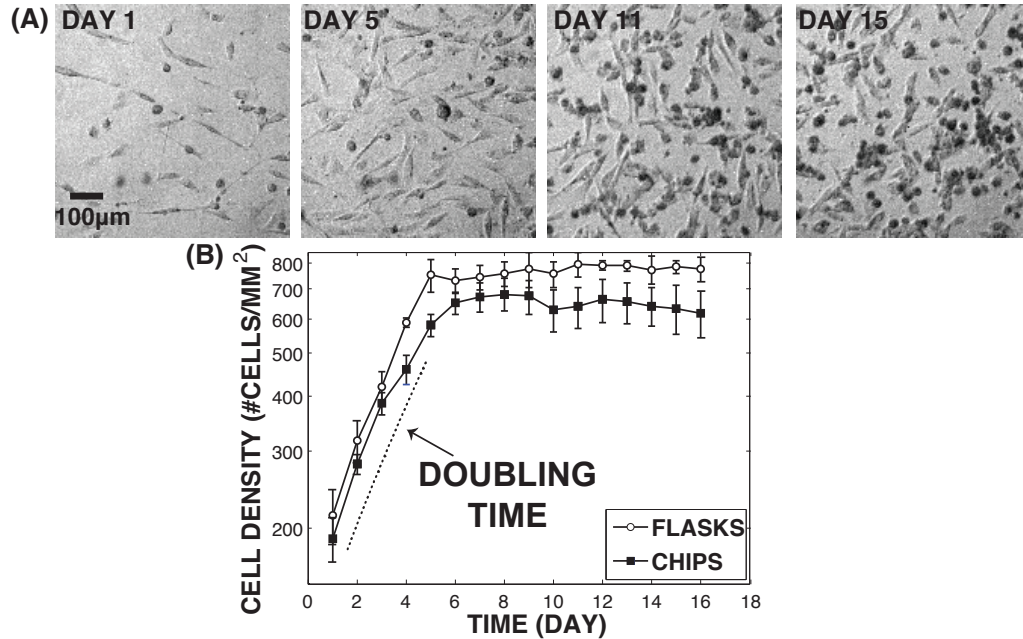 (A)
DAY 1
DAY 5
DAY 11
DAY 15
100µm
(B)
CELL DENSITY (#CELLS/MM²)
800
700
600
500
400
300
200
DOUBLING
TIME
FLASKS
CHIPS
0 2 4 6 8 10 12 14 16 18
TIME (DAY)